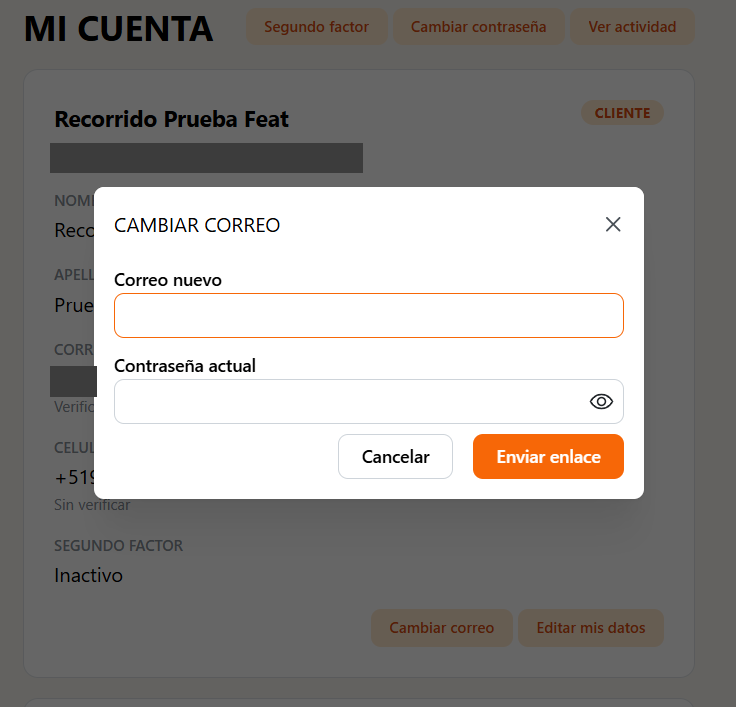 MI CUENTA
Segundo factor
Cambiar contraseña
Ver actividad
Recorrido Prueba Feat
CLIENTE
CAMBIAR CORREO
Correo nuevo
Contraseña actual
Cancelar
Enviar enlace
+519
Sin verificar
SEGUNDO FACTOR
Inactivo
Cambiar correo
Editar mis datos